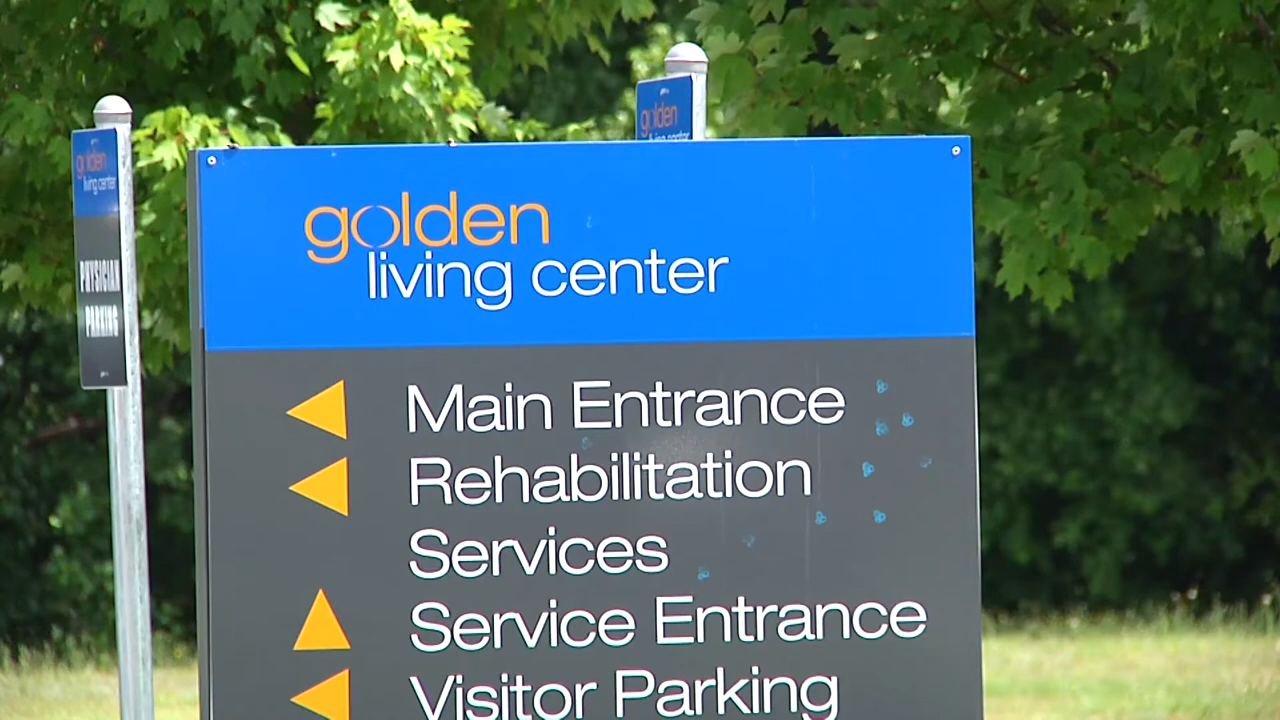 golden
living center
Main Entrance
Rehabilitation
Services
Service Entrance
Visitor Parking
golden
living center
PHYSICIAN
PARKING
golden
living center